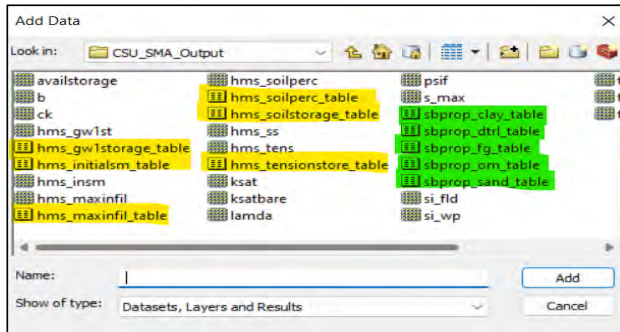 Add Data
Look in: CSU_SMA_Output
availstorage
b
ck
hms_gw1st
hms_gw1storage_table
hms_initialsm_table
hms_insm
hms_maxinfil
hms_maxinfil_table
hms_soilperc
hms_soilperc_table
hms_soilstorage_table
hms_ss
hms_tens
hms_tensionstore_table
ksat
ksatbare
lamda
psif
s_max
sbprop_clay_table
sbprop_dtrl_table
sbprop_fg_table
sbprop_om_table
sbprop_sand_table
si_fld
si_wp
Name:
Add
Show of type: Datasets, Layers and Results
Cancel